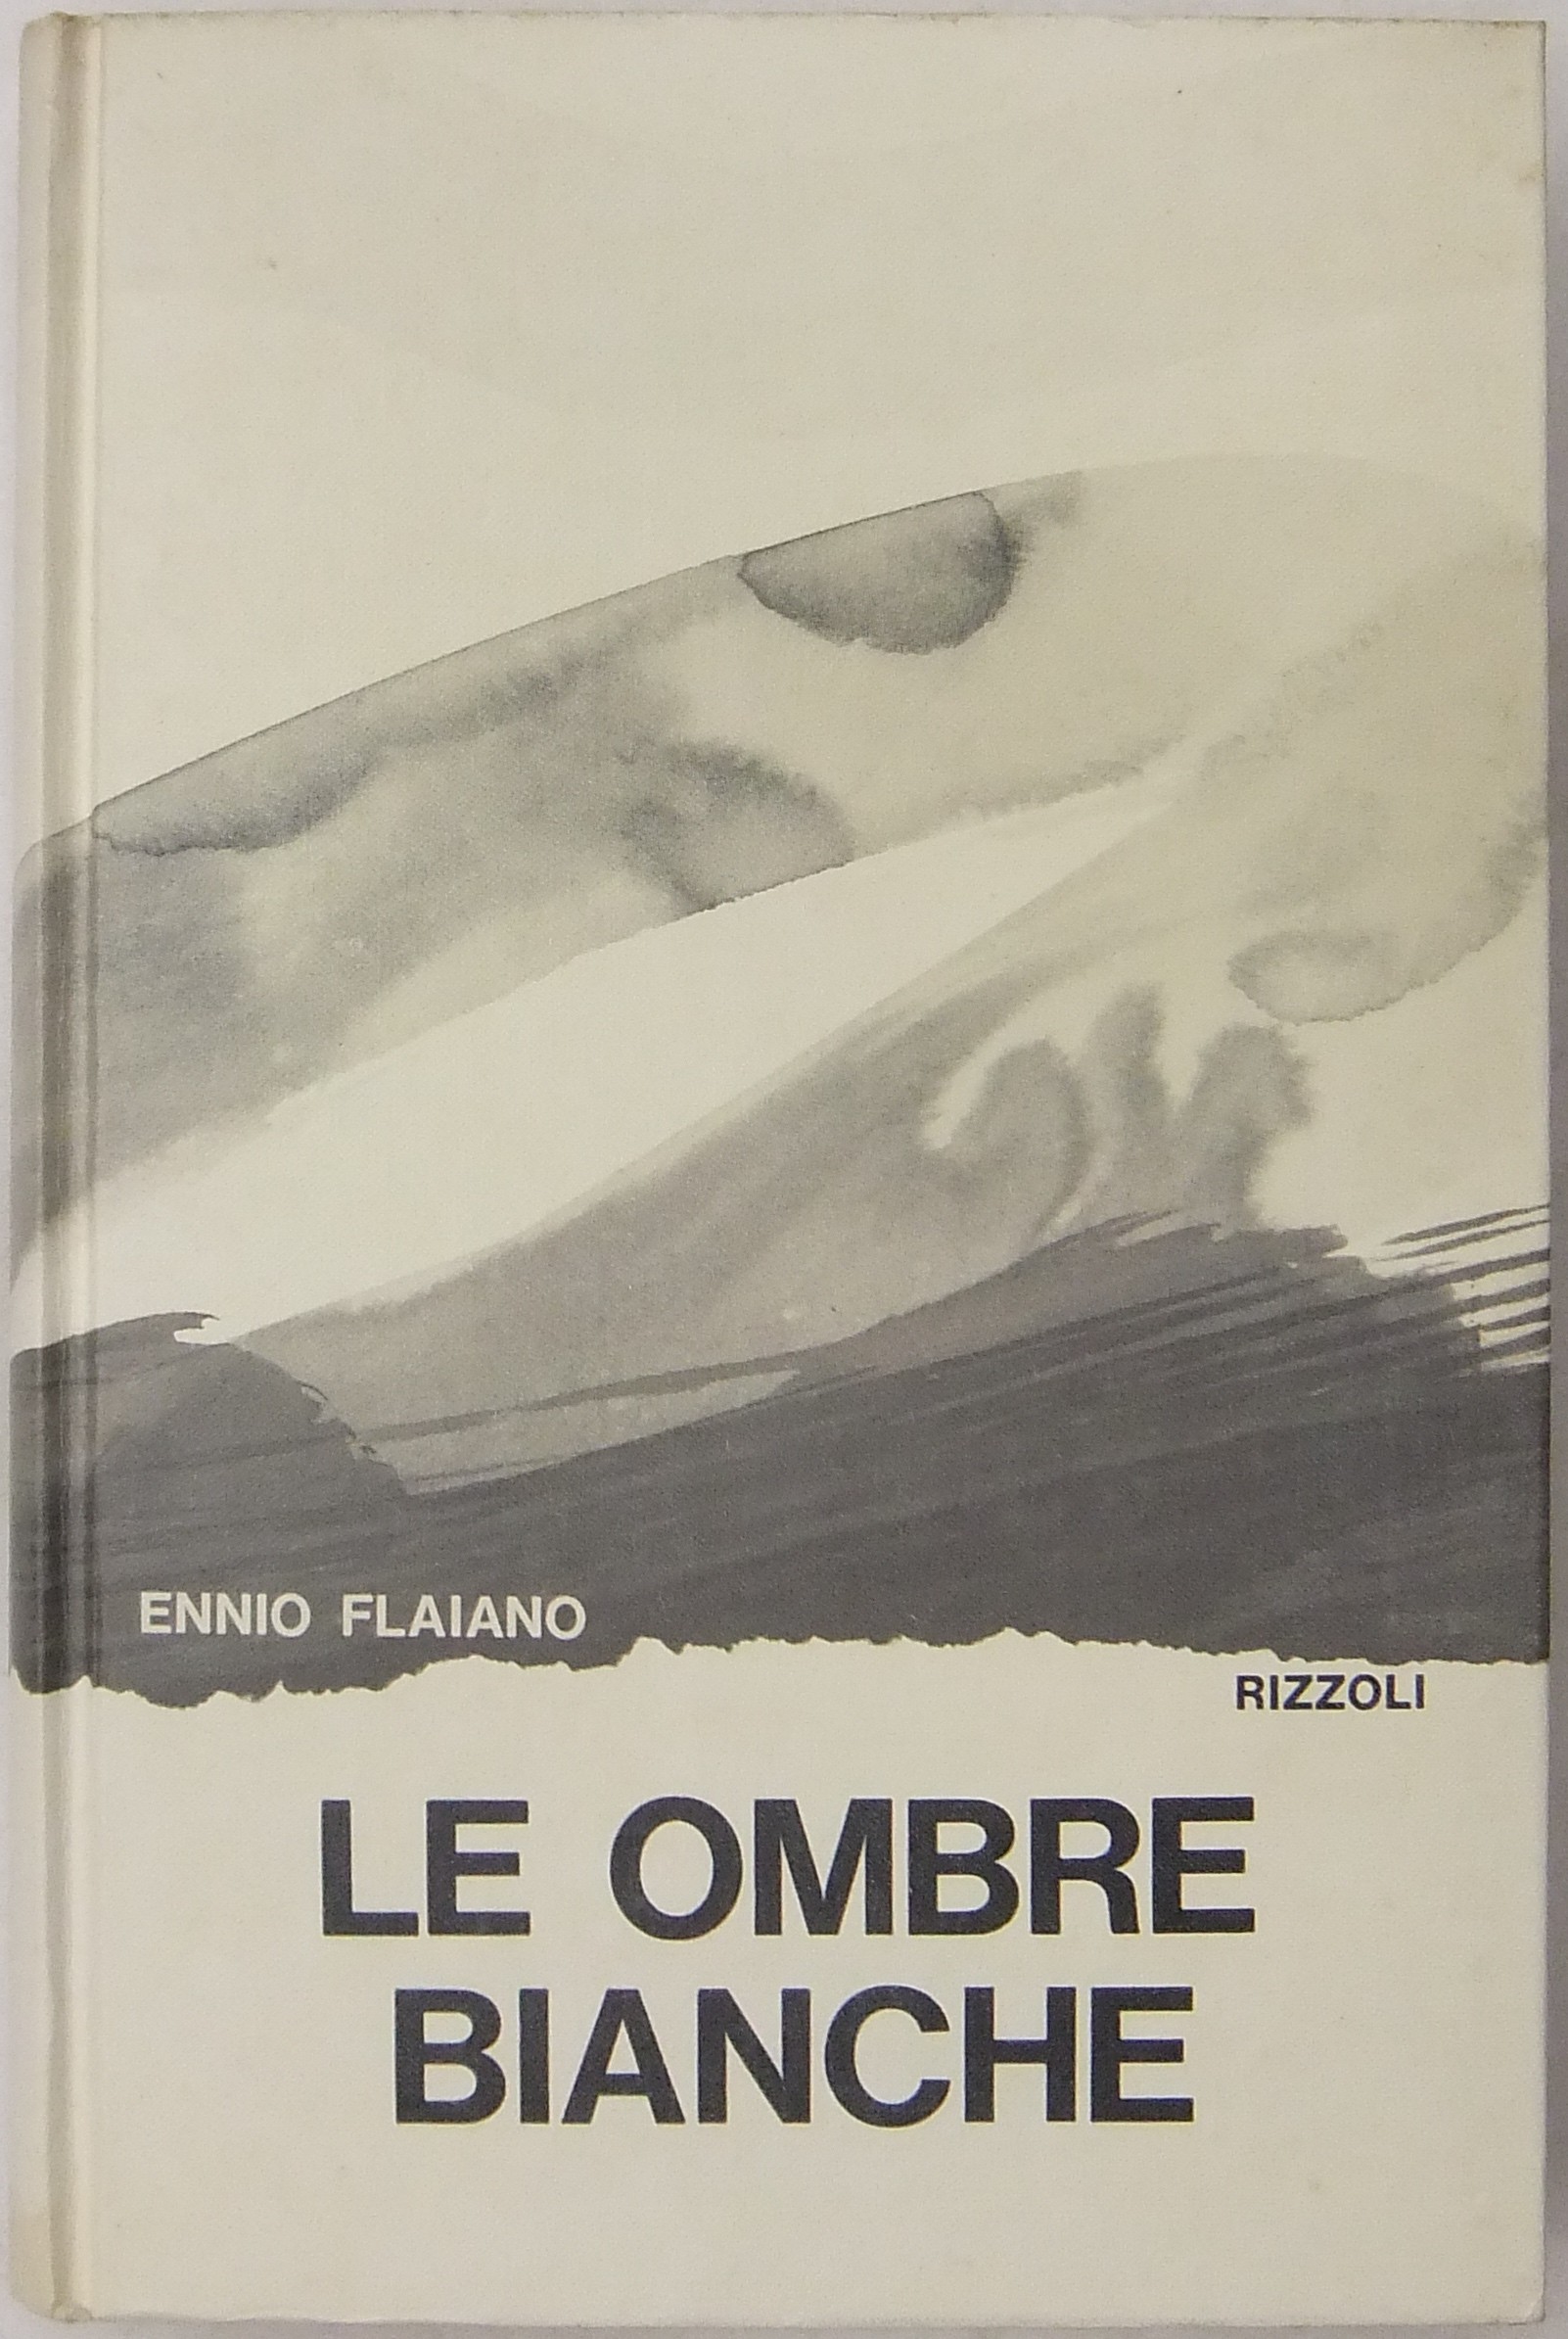 ENNIO FLAIANO
RIZZOLI
LE OMBRE
BIANCHE